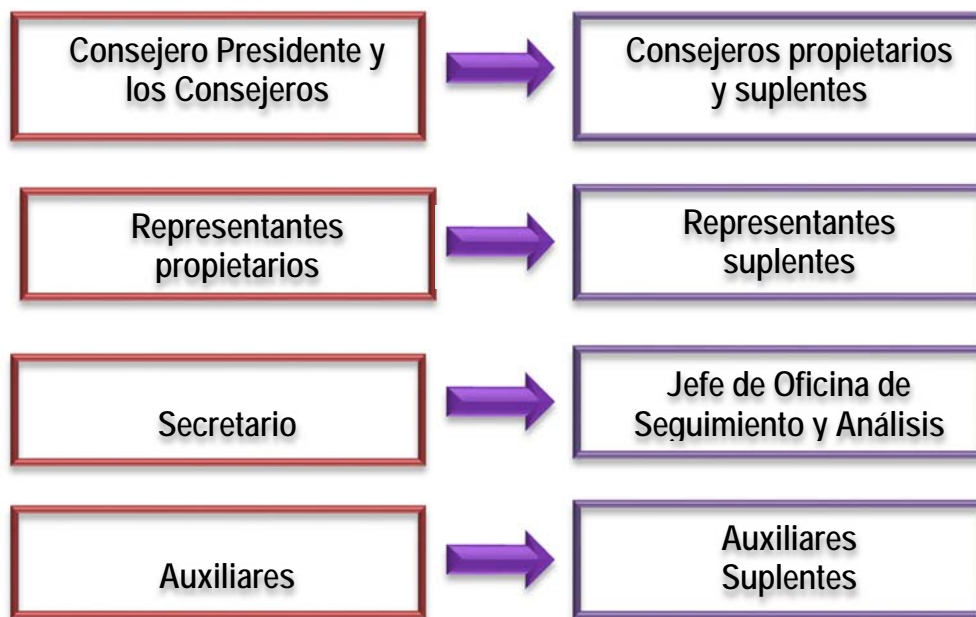 Consejero Presidente y
los Consejeros
Consejeros propietarios
y suplentes
Representantes
propietarios
Representantes
suplentes
Secretario
Jefe de Oficina de
Seguimiento y Análisis
Auxiliares
Auxiliares
Suplentes